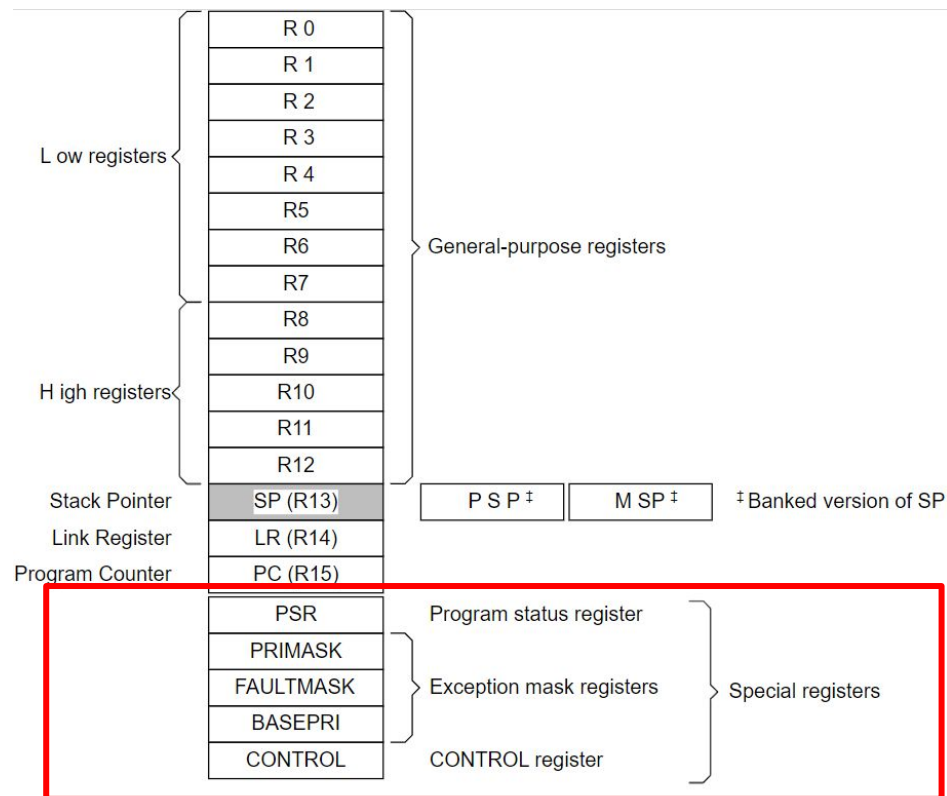 R 0
R 1
R 2
R 3
L ow registers
R 4
R5
R6
General-purpose registers
R7
R8
R9
H igh registers
R10
R11
R12
Stack Pointer SP (R13) P S P ‡ M SP ‡ ‡ Banked version of SP
Link Register LR (R14)
Program Counter PC (R15)
PSR Program status register
PRIMASK
FAULTMASK Exception mask registers Special registers
BASEPRI
CONTROL CONTROL register